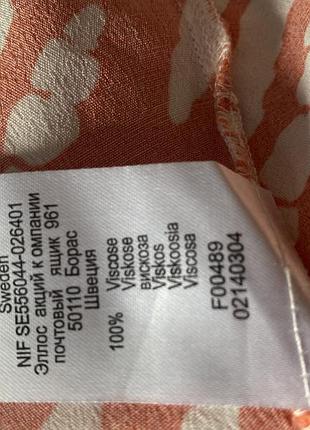 Sweden
NIF SE556044-026401
Эллос акций к омпании
почтовый ящик 961
50110 Борас
Швеция
100% Viscose
Viskose
вискоза
Viskos
Viskoosia
Viscosa
F00489
02140304